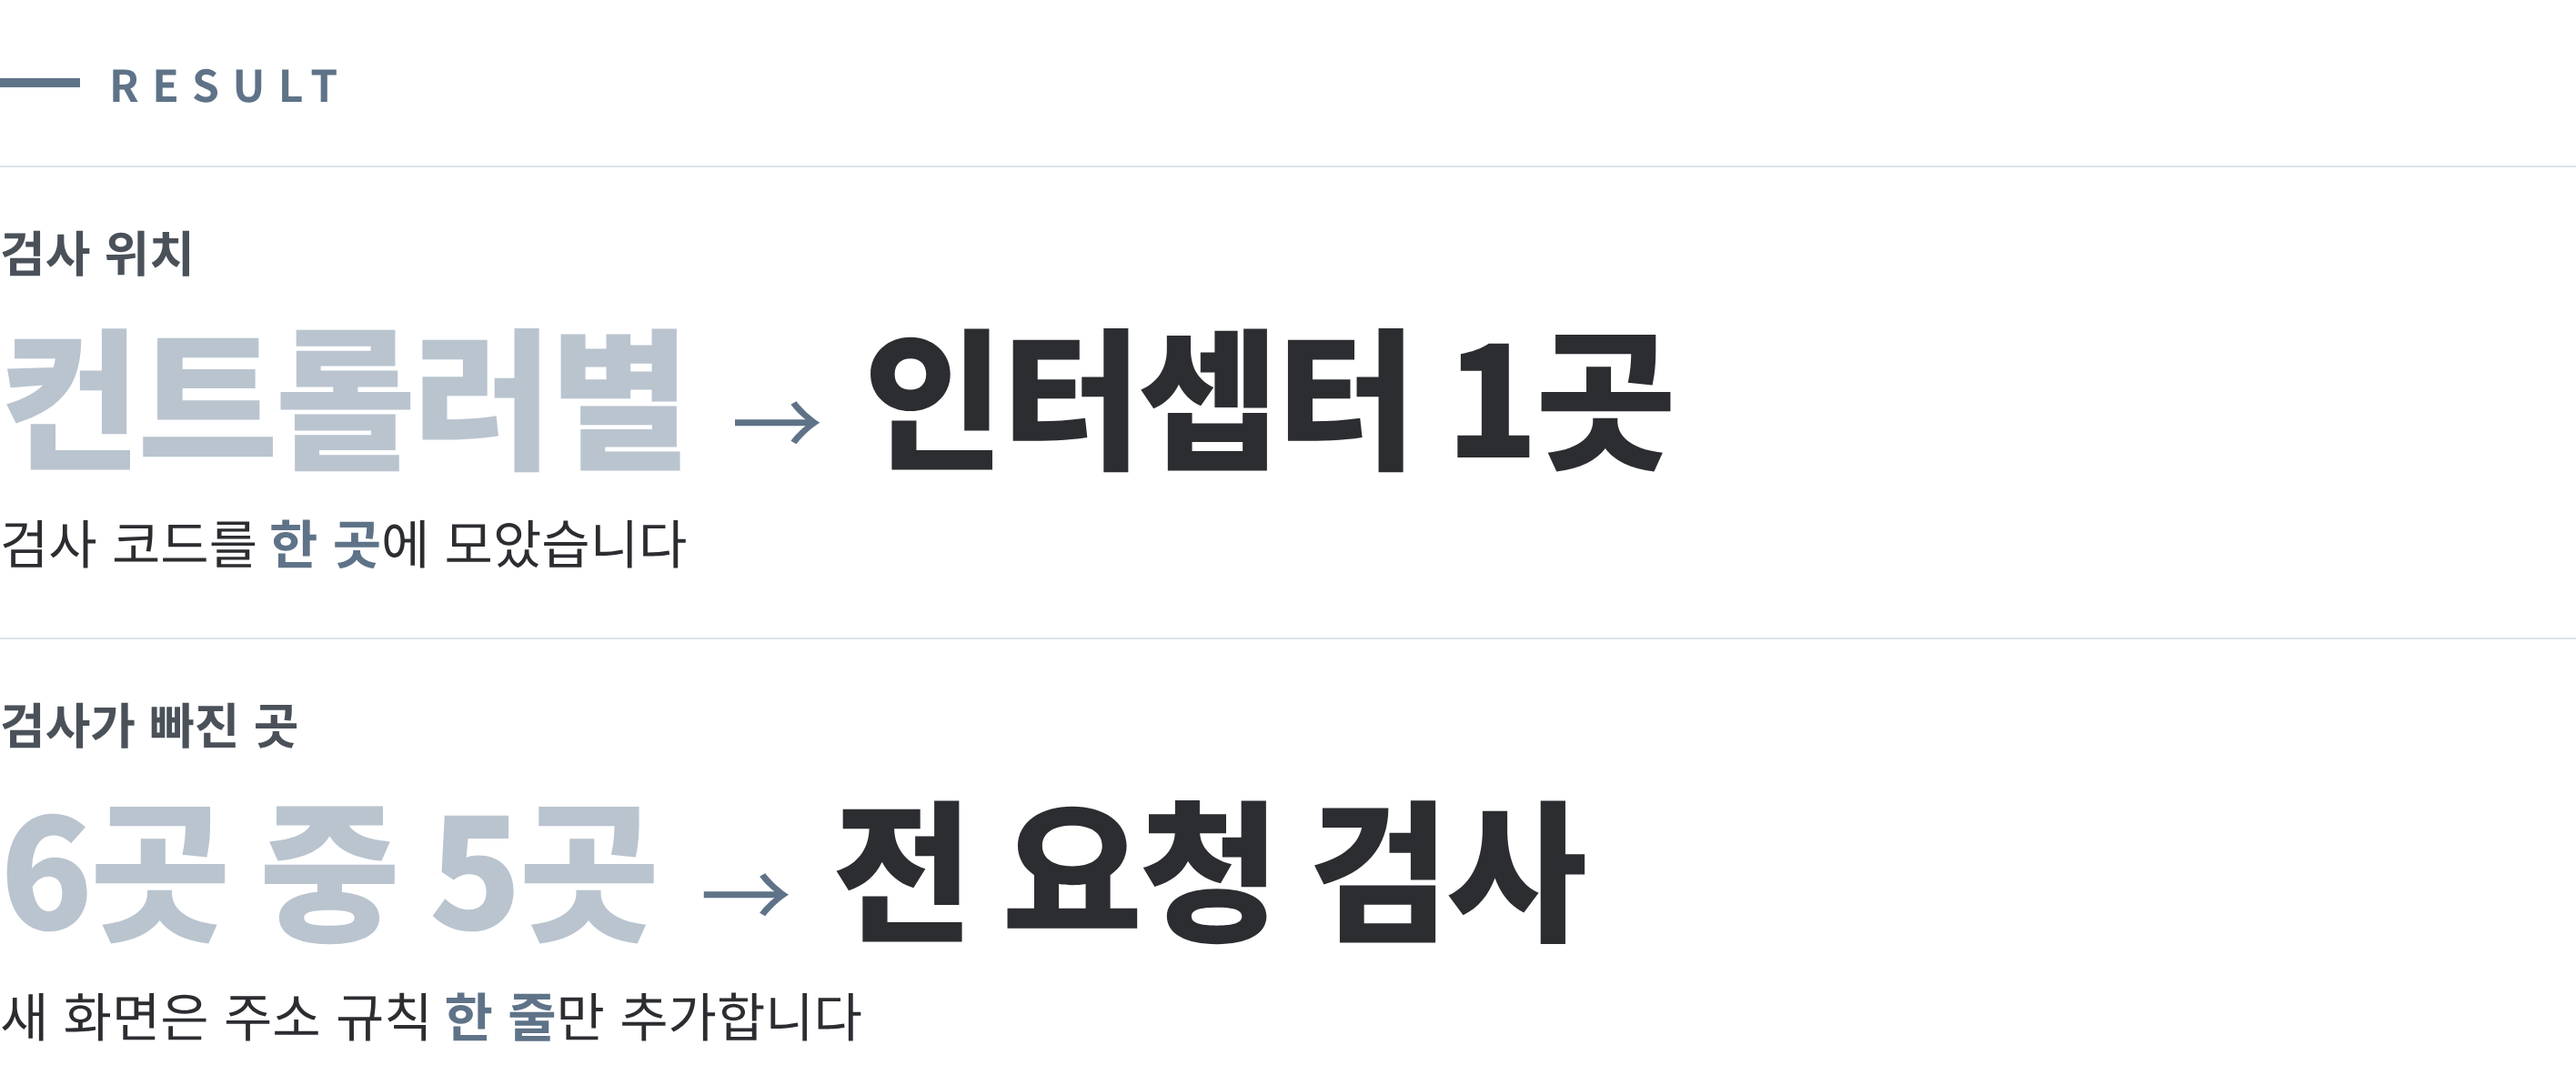 RESULT
검사 위치
컨트롤러별 → 인터셉터 1곳
검사 코드를 한 곳에 모았습니다
검사가 빠진 곳
6곳 중 5곳 → 전 요청 검사
새 화면은 주소 규칙 한 줄만 추가합니다